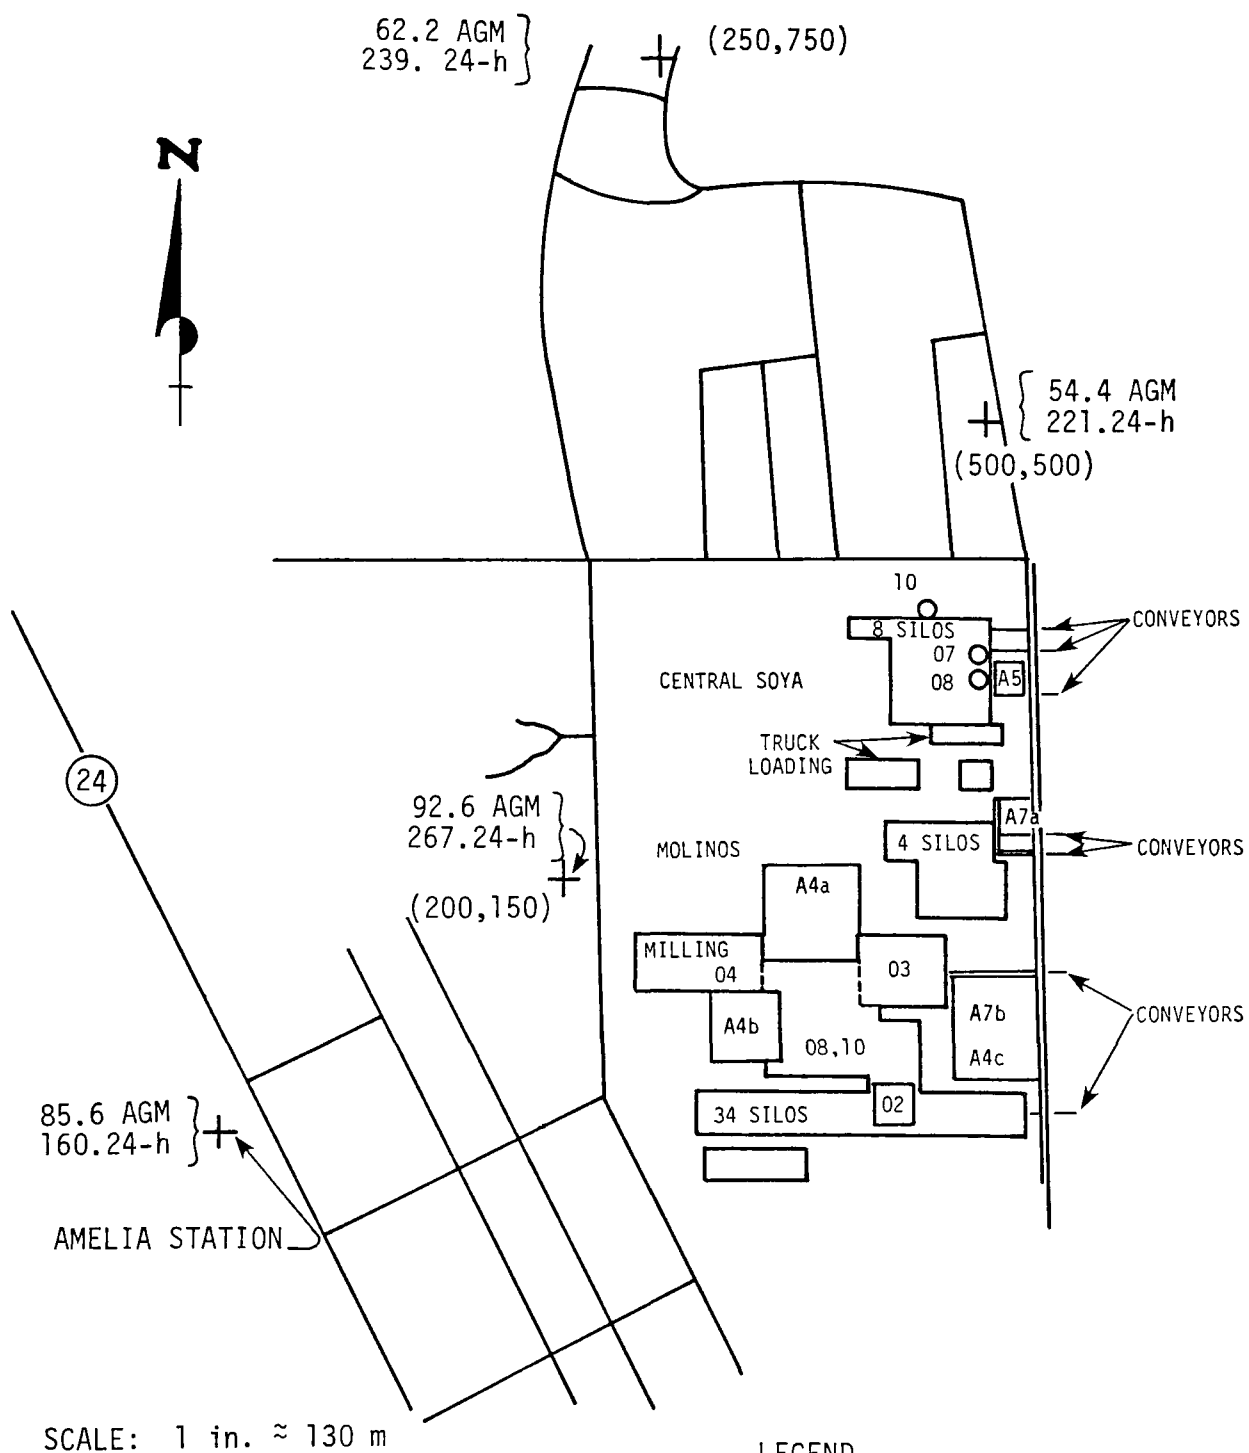 62.2 AGM
239. 24-h
(250,750)
N
54.4 AGM
221.24-h
(500,500)
10
8 SILOS
CONVEYORS
07
08
A5
CENTRAL SOYA
TRUCK
LOADING
24
92.6 AGM
267.24-h
A7a
4 SILOS
CONVEYORS
MOLINOS
A4a
(200,150)
MILLING
04
03
A7b
CONVEYORS
A4b
08,10
A4c
85.6 AGM
160.24-h
34 SILOS
02
AMELIA STATION
SCALE: 1 in. ≈ 130 m
LEGEND